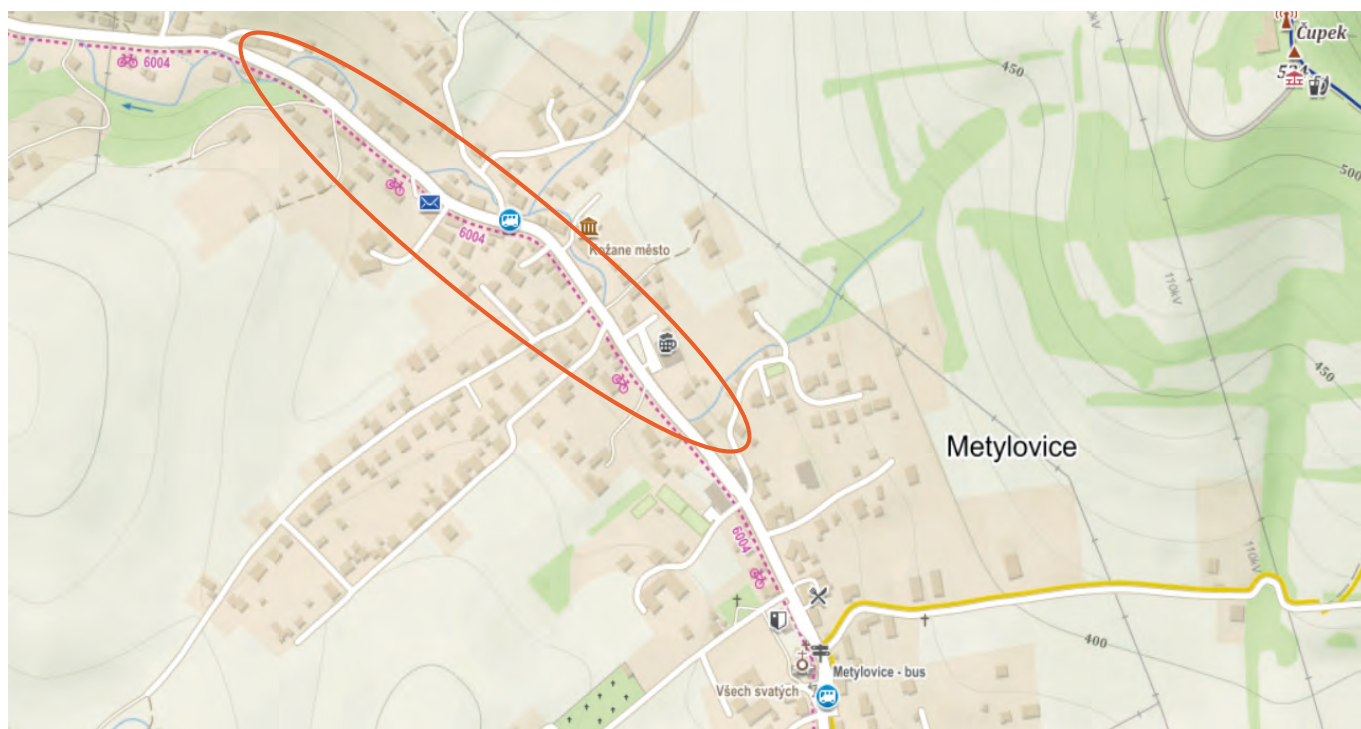 Čupek
6004
450
500
6004
Kožane město
110kV
450
Metylovice
6004
110kV
400
Metylovice - bus
Všech svatých